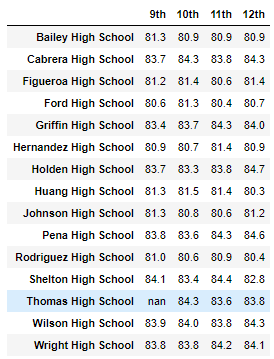 9th 10th 11th 12th
Bailey High School 81.3 80.9 80.9 80.9
Cabrera High School 83.7 84.3 83.8 84.3
Figueroa High School 81.2 81.4 80.6 81.4
Ford High School 80.6 81.3 80.4 80.7
Griffin High School 83.4 83.7 84.3 84.0
Hernandez High School 80.9 80.7 81.4 80.9
Holden High School 83.7 83.3 83.8 84.7
Huang High School 81.3 81.5 81.4 80.3
Johnson High School 81.3 80.8 80.6 81.2
Pena High School 83.8 83.6 84.3 84.6
Rodriguez High School 81.0 80.6 80.9 80.4
Shelton High School 84.1 83.4 84.4 82.8
Thomas High School nan 84.3 83.6 83.8
Wilson High School 83.9 84.0 83.8 84.3
Wright High School 83.8 83.8 84.2 84.1